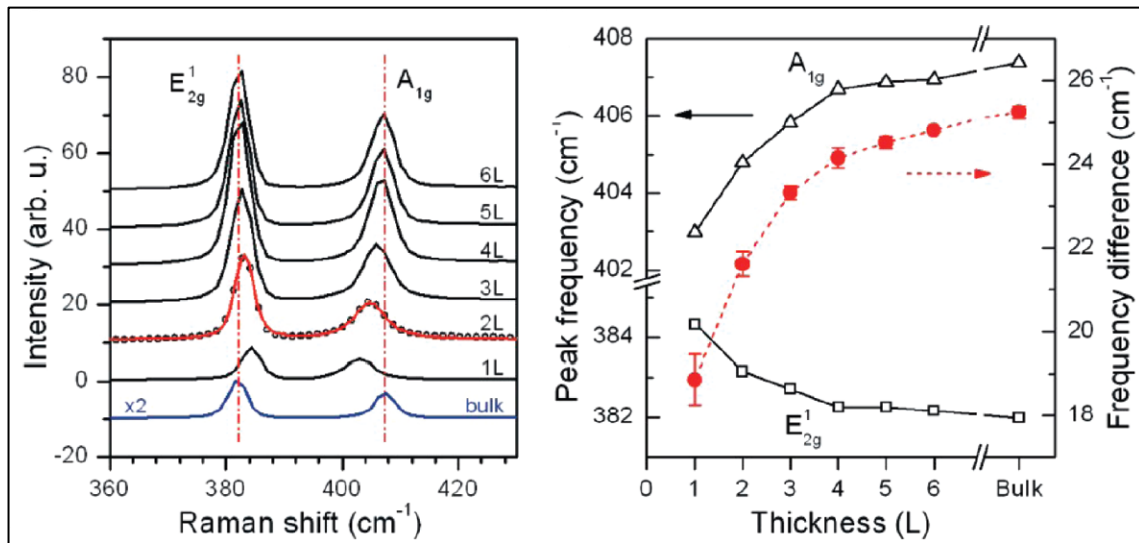 E¹₂g
A₁g
6L
5L
4L
3L
2L
1L
x2
bulk
80
60
40
20
0
-20
360
380
400
420
Intensity (arb. u.)
Raman shift (cm⁻¹)
408
406
404
402
384
382
Peak frequency (cm⁻¹)
A₁g
E¹₂g
26
24
22
20
18
Frequency difference (cm⁻¹)
0
1
2
3
4
5
6
Bulk
Thickness (L)